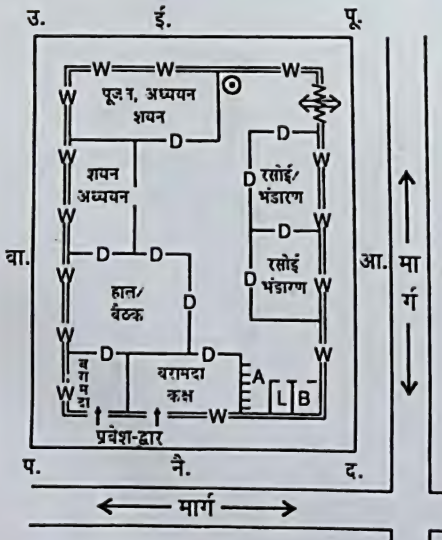 उ. ई. पू.
W W W
पूजन, अध्ययन
शयन
W
D D
W
शयन
अध्ययन
D रसोई/
भंडारण
W
W D W
वा. D D रसोई
भंडारण आ. मा
र्ग
हाल/
बैठक D D W
W
D D W
बरामदा
बरामदा
कक्ष
A L B
W
W
प्रवेश-द्वार
प. नै. द.
मार्ग